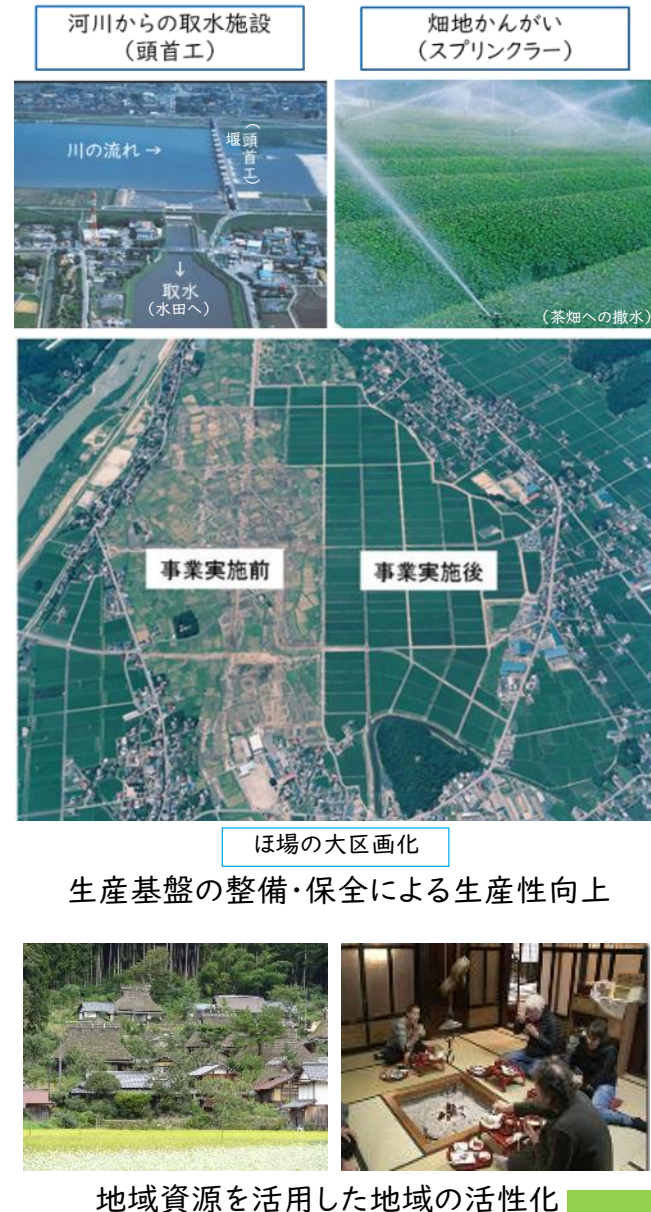 河川からの取水施設
(頭首工)
畑地かんがい
(スプリンクラー)
川の流れ →
堰(頭首工)
↓
取水
(水田へ)
(茶畑への撒水)
事業実施前
事業実施後
ほ場の大区画化
生産基盤の整備・保全による生産性向上
地域資源を活用した地域の活性化